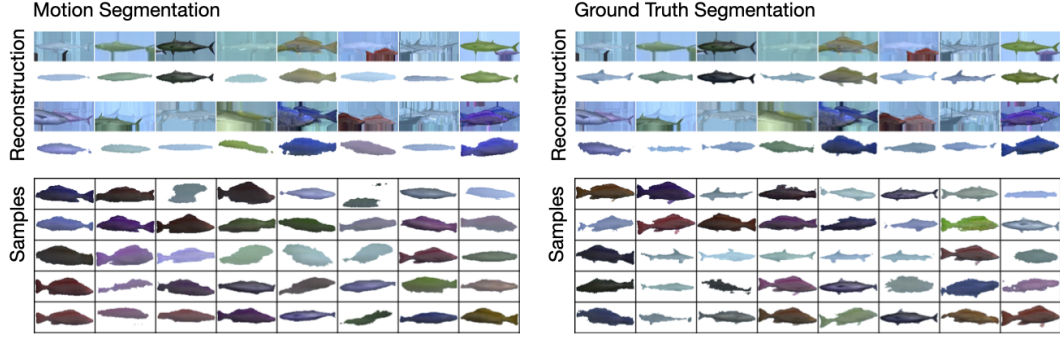 Motion Segmentation
Reconstruction
Samples
Ground Truth Segmentation
Reconstruction
Samples